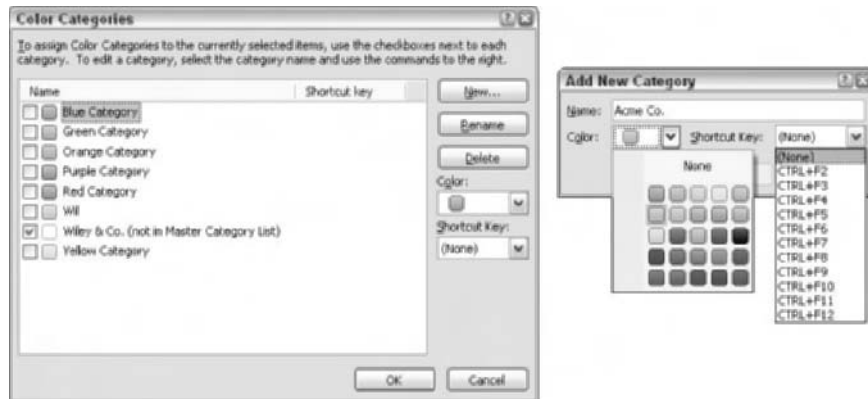 Color Categories
To assign Color Categories to the currently selected items, use the checkboxes next to each
category. To edit a category, select the category name and use the commands to the right.
Name
Shortcut key
Blue Category
Green Category
Orange Category
Purple Category
Red Category
Will
Wiley & Co. (not in Master Category List)
Yellow Category
New...
Rename
Delete
Color:
Shortcut Key:
(None)
OK
Cancel
Add New Category
Name: Acme Co.
Color:
Shortcut Key: (None)
None
(None)
CTRL+F2
CTRL+F3
CTRL+F4
CTRL+F5
CTRL+F6
CTRL+F7
CTRL+F8
CTRL+F9
CTRL+F10
CTRL+F11
CTRL+F12